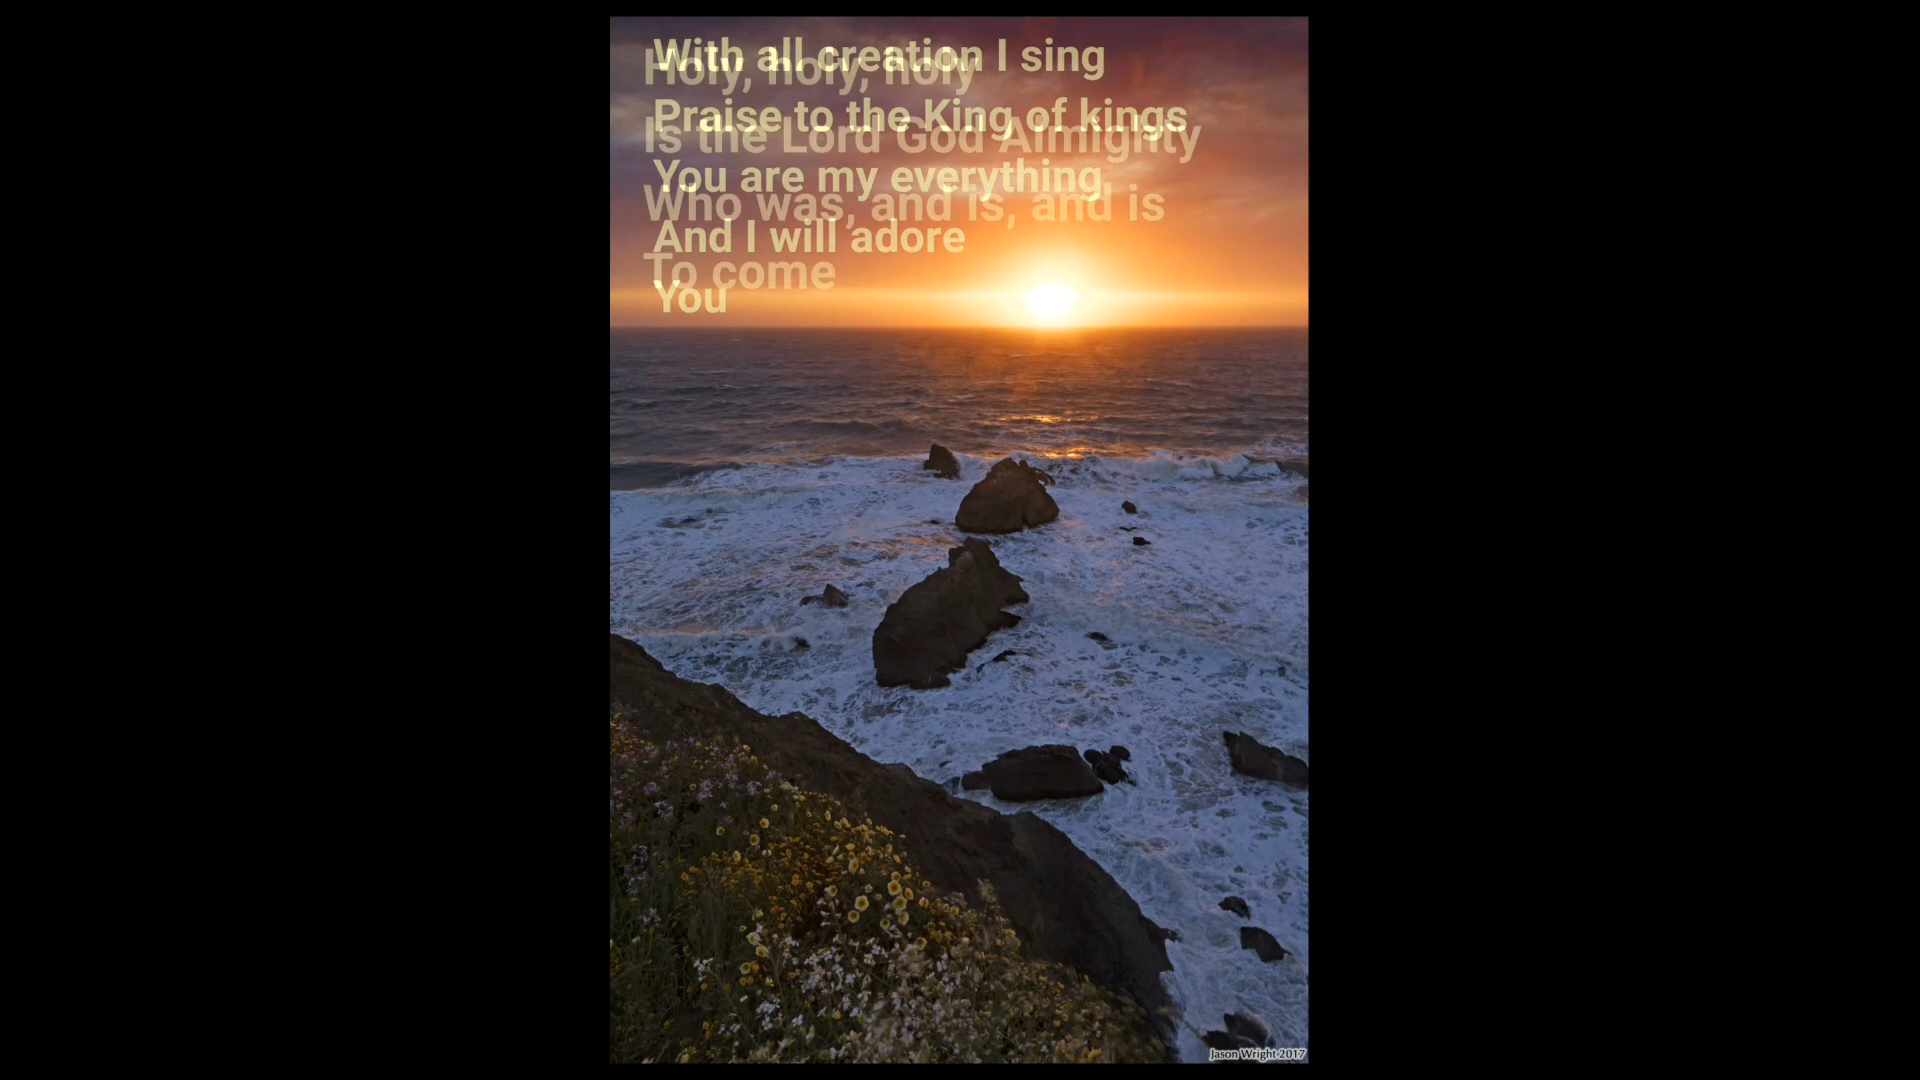 With all creation I sing
Praise to the King of kings
You are my everything
And I will adore
You
Holy, holy, holy
Is the Lord God Almighty
Who was, and is, and is
To come
Jason Wright 2017